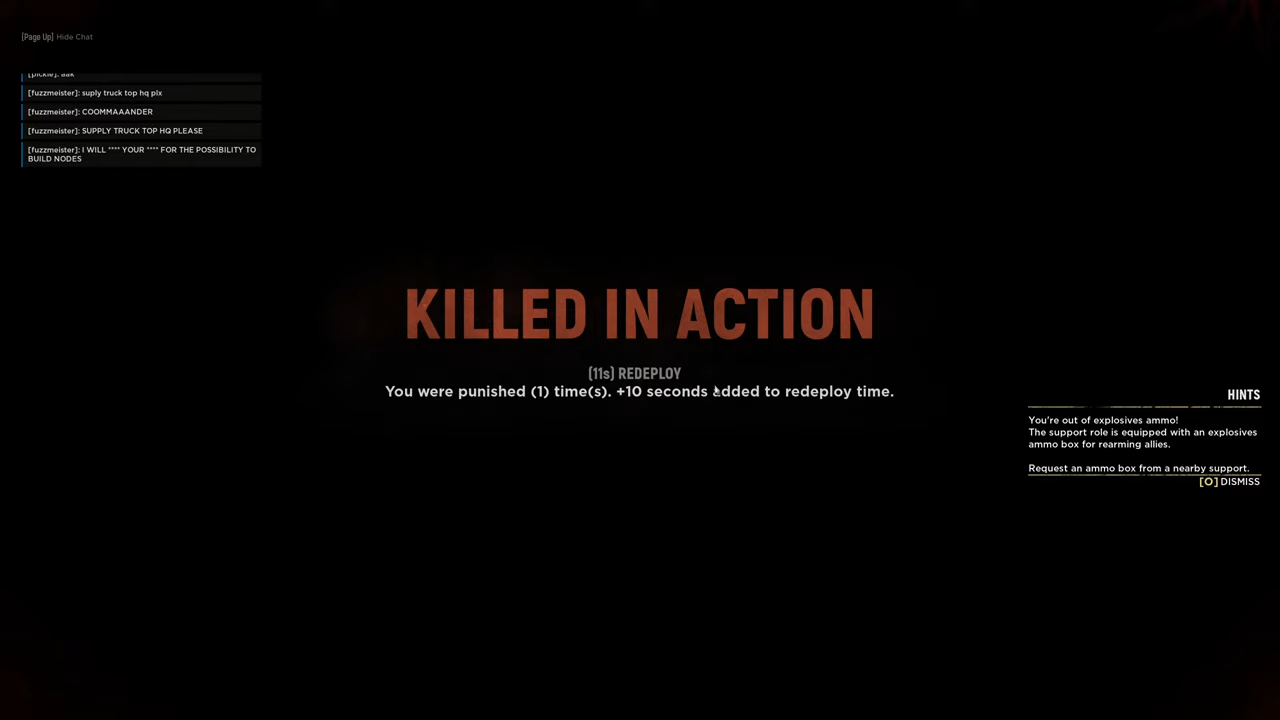 [Page Up] Hide Chat
[pickle]: aak
[fuzzmeister]: suply truck top hq plx
[fuzzmeister]: COOMMAAANDER
[fuzzmeister]: SUPPLY TRUCK TOP HQ PLEASE
[fuzzmeister]: I WILL **** YOUR **** FOR THE POSSIBILITY TO
BUILD NODES
KILLED IN ACTION
(11s) REDEPLOY
You were punished (1) time(s). +10 seconds added to redeploy time.
HINTS
You're out of explosives ammo!
The support role is equipped with an explosives
ammo box for rearming allies.
Request an ammo box from a nearby support.
[O] DISMISS